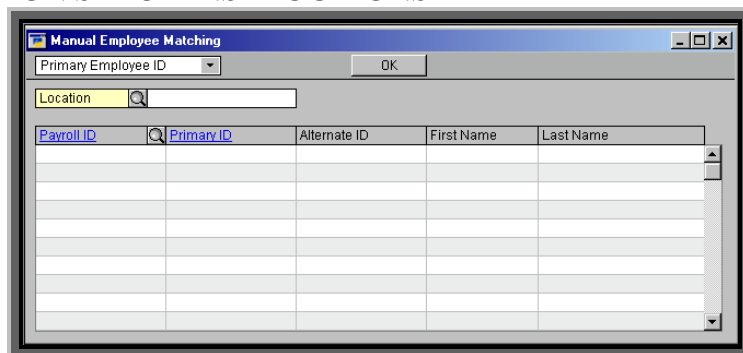 Manual Employee Matching
Primary Employee ID OK
Location
Payroll ID Primary ID Alternate ID First Name Last Name